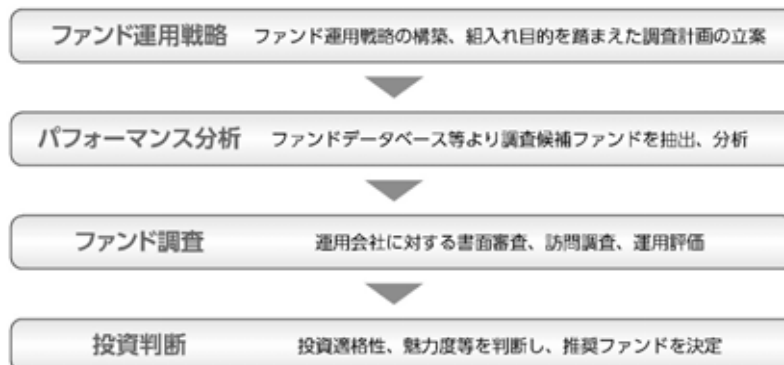 ファンド運用戦略 ファンド運用戦略の構築、組入れ目的を踏まえた調査計画の立案
パフォーマンス分析 ファンドデータベース等より調査候補ファンドを抽出、分析
ファンド調査 運用会社に対する書面審査、訪問調査、運用評価
投資判断 投資適格性、魅力度等を判断し、推奨ファンドを決定